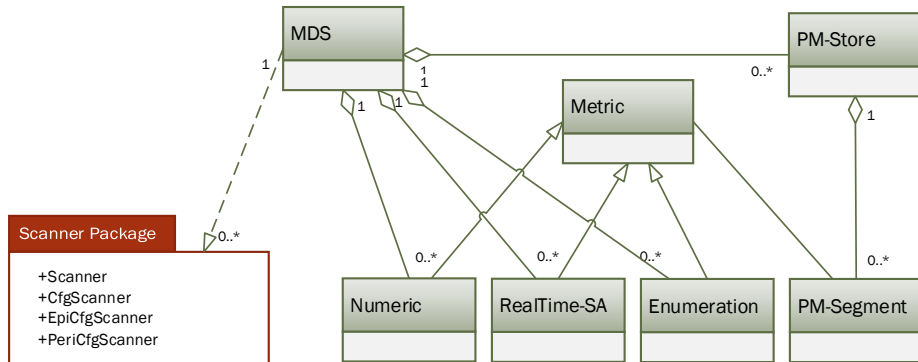 MDS
PM-Store
1
1
1
0..*
1
1
Metric
1
Scanner Package
0..*
+Scanner
+CfgScanner
+EpiCfgScanner
+PeriCfgScanner
0..*
0..*
0..*
0..*
Numeric
RealTime-SA
Enumeration
PM-Segment